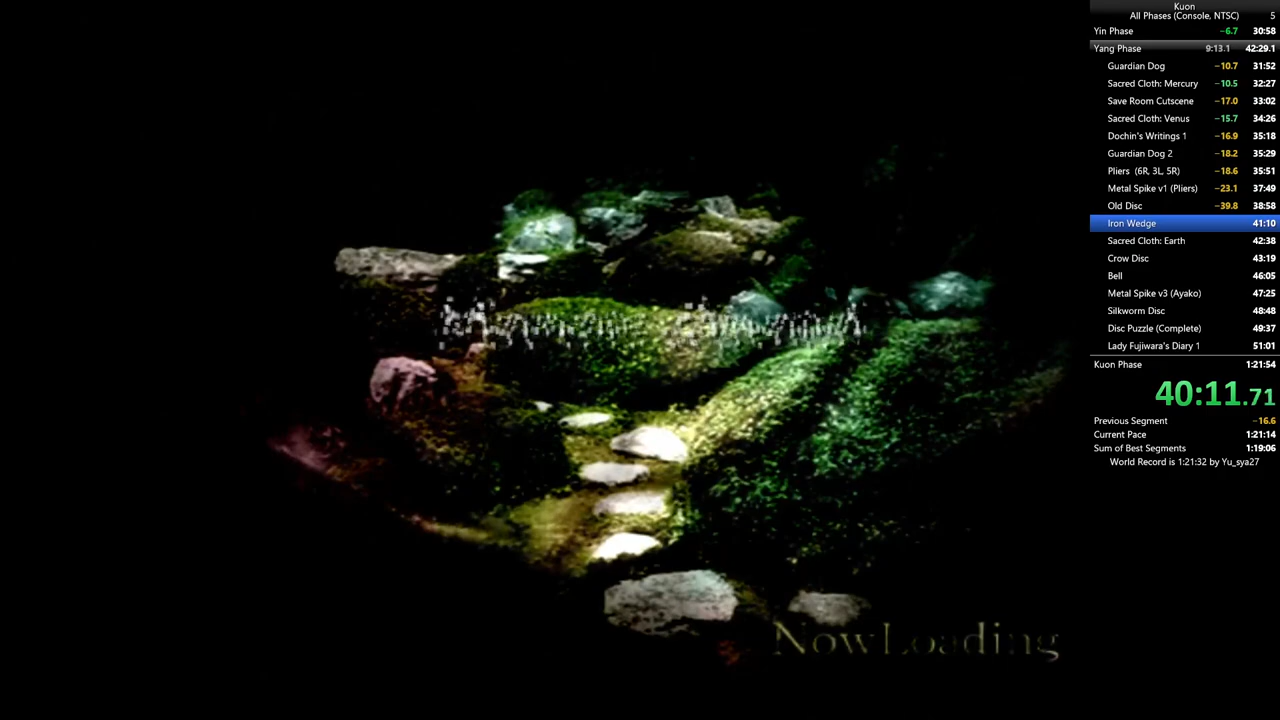 Kuon
All Phases (Console, NTSC) 5
Yin Phase −6.7 30:58
Yang Phase 9:13.1 42:29.1
Guardian Dog −10.7 31:52
Sacred Cloth: Mercury −10.5 32:27
Save Room Cutscene −17.0 33:02
Sacred Cloth: Venus −15.7 34:26
Dochin's Writings 1 −16.9 35:18
Guardian Dog 2 −18.2 35:29
Pliers (6R, 3L, 5R) −18.6 35:51
Metal Spike v1 (Pliers) −23.1 37:49
Old Disc −39.8 38:58
Iron Wedge 41:10
Sacred Cloth: Earth 42:38
Crow Disc 43:19
Bell 46:05
Metal Spike v3 (Ayako) 47:25
Silkworm Disc 48:48
Disc Puzzle (Complete) 49:37
Lady Fujiwara's Diary 1 51:01
Kuon Phase 1:21:54
40:11.71
Previous Segment −16.6
Current Pace 1:21:14
Sum of Best Segments 1:19:06
World Record is 1:21:32 by Yu_sya27
Now Loading